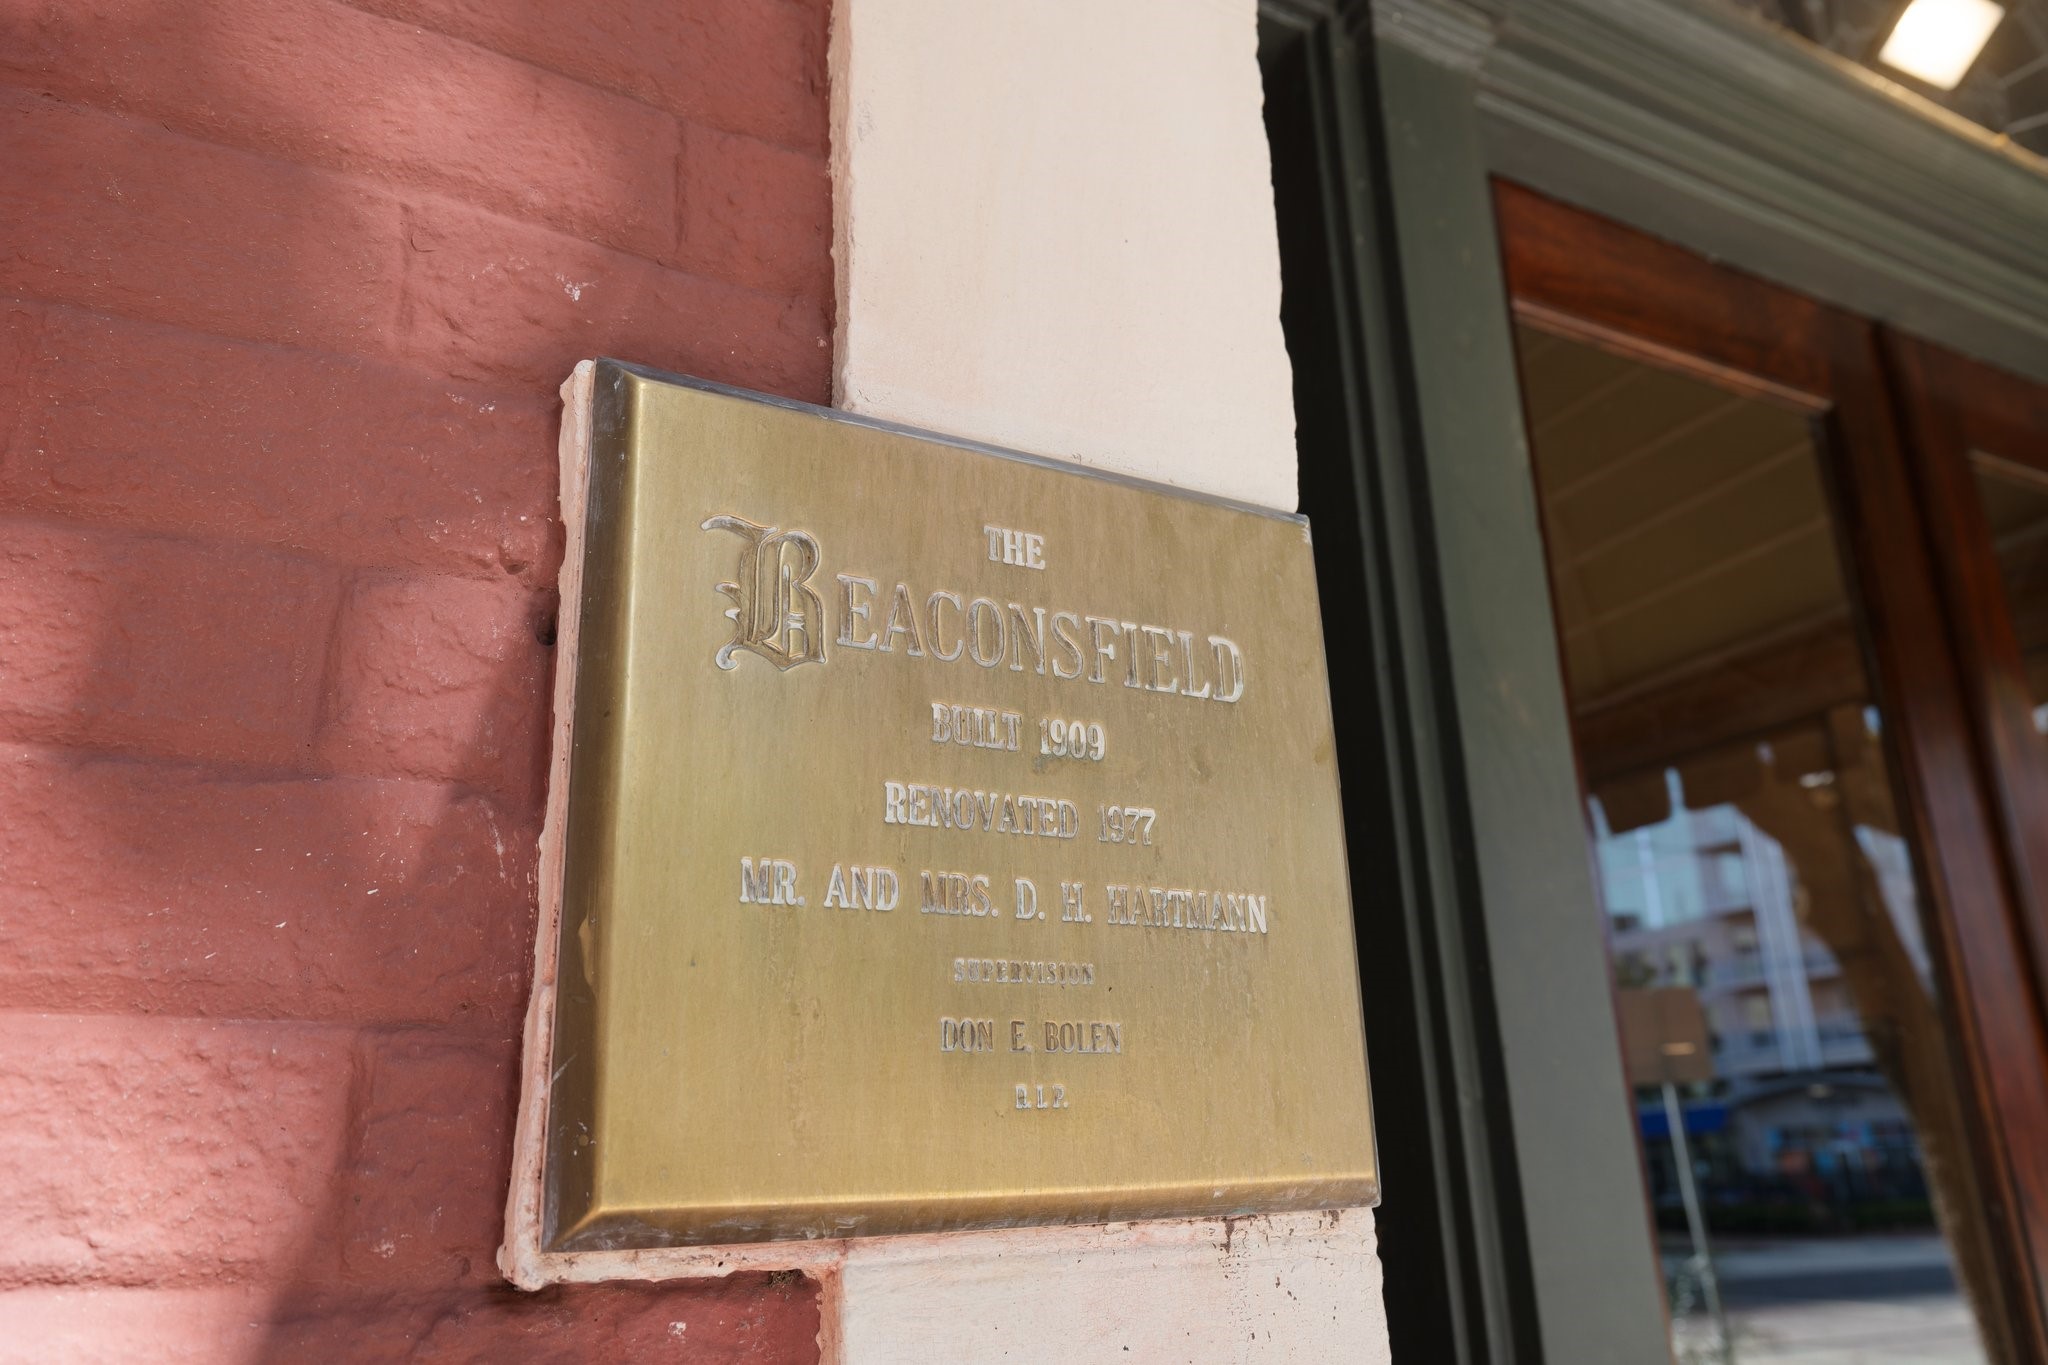 THE
BEACONSFIELD
BUILT 1909
RENOVATED 1977
MR. AND MRS. D. H. HARTMANN
SUPERVISION
DON E. BOLEN
R.I.P.